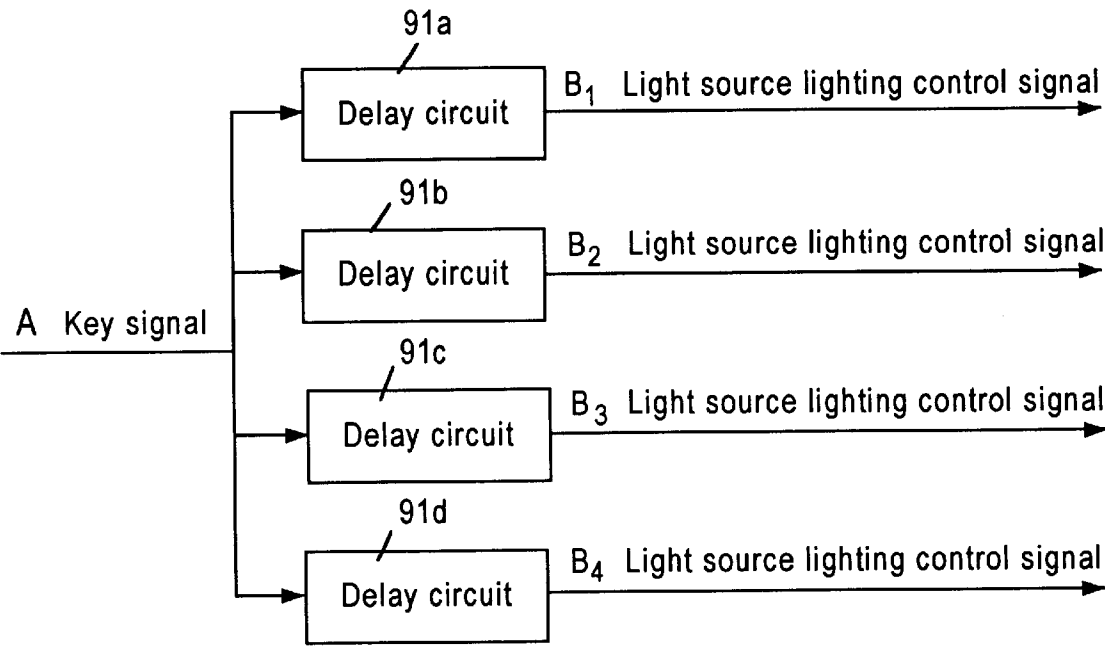 91a
Delay circuit
B1 Light source lighting control signal
91b
Delay circuit
B2 Light source lighting control signal
A Key signal
91c
Delay circuit
B3 Light source lighting control signal
91d
Delay circuit
B4 Light source lighting control signal